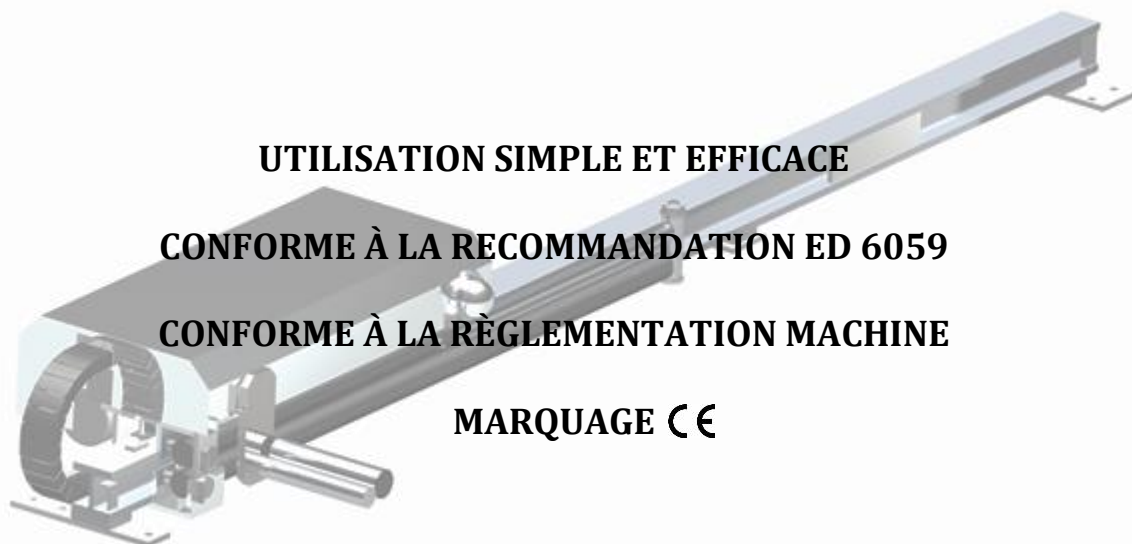 UTILISATION SIMPLE ET EFFICACE
CONFORME À LA RECOMMANDATION ED 6059
CONFORME À LA RÈGLEMENTATION MACHINE
MARQUAGE CE